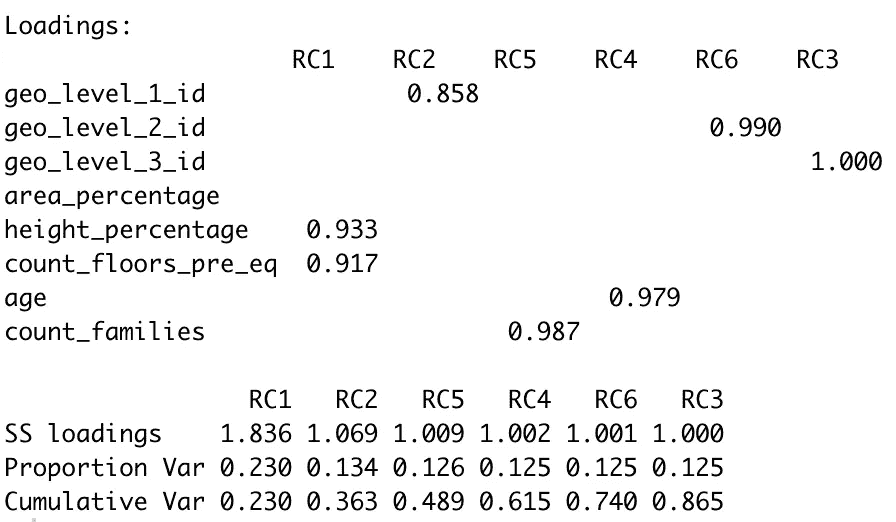 Loadings:
                   RC1    RC2    RC5    RC4    RC6    RC3
geo_level_1_id             0.858
geo_level_2_id                                 0.990
geo_level_3_id                                        1.000
area_percentage
height_percentage    0.933
count_floors_pre_eq  0.917
age                                     0.979
count_families                   0.987
                RC1   RC2   RC5   RC4   RC6   RC3
SS loadings    1.836 1.069 1.009 1.002 1.001 1.000
Proportion Var 0.230 0.134 0.126 0.125 0.125 0.125
Cumulative Var 0.230 0.363 0.489 0.615 0.740 0.865